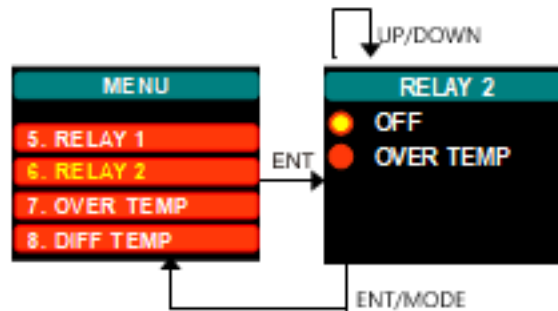 UP/DOWN
MENU
5. RELAY 1
6. RELAY 2
7. OVER TEMP
8. DIFF TEMP
ENT
RELAY 2
OFF
OVER TEMP
ENT/MODE